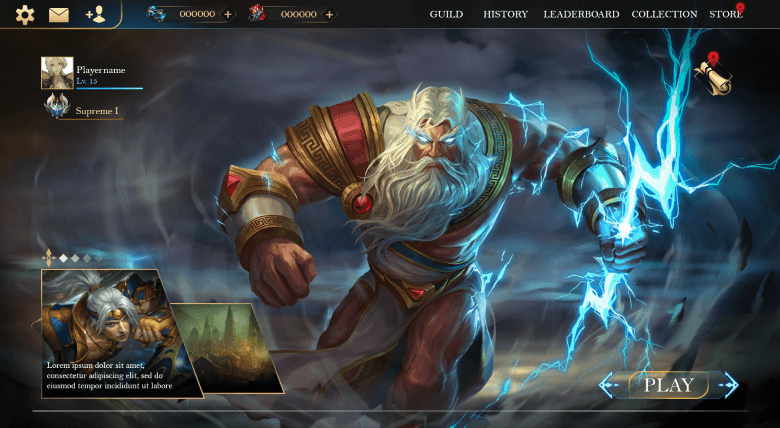 000000 +
000000 +
GUILD HISTORY LEADERBOARD COLLECTION STORE
Playername
Lv. 15
Supreme I
Lorem ipsum dolor sit amet,
consectetur adipiscing elit, sed do
eiusmod tempor incididunt ut labore
PLAY